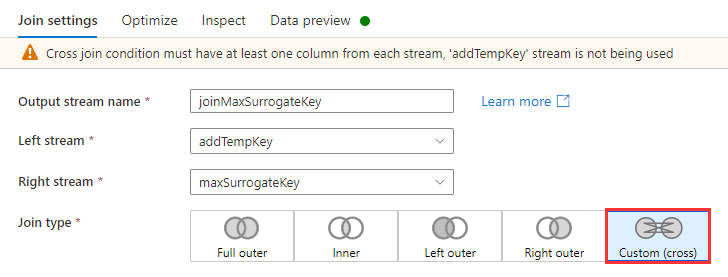 Join settings Optimize Inspect Data preview
Cross join condition must have at least one column from each stream, 'addTempKey' stream is not being used
Output stream name * joinMaxSurrogateKey Learn more
Left stream * addTempKey
Right stream * maxSurrogateKey
Join type *
Full outer Inner Left outer Right outer Custom (cross)